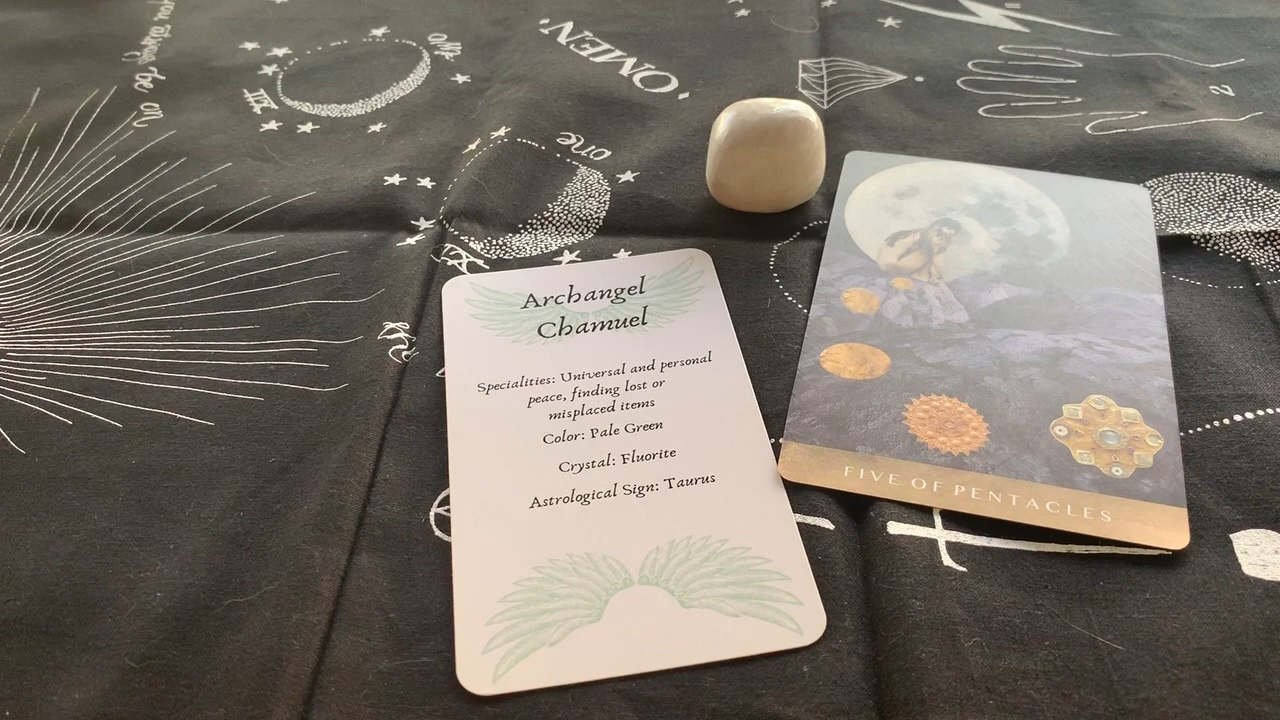 'OMEN'
one
Archangel
Chamuel
Specialities: Universal and personal
peace, finding lost or
misplaced items
Color: Pale Green
Crystal: Fluorite
Astrological Sign: Taurus
FIVE OF PENTACLES